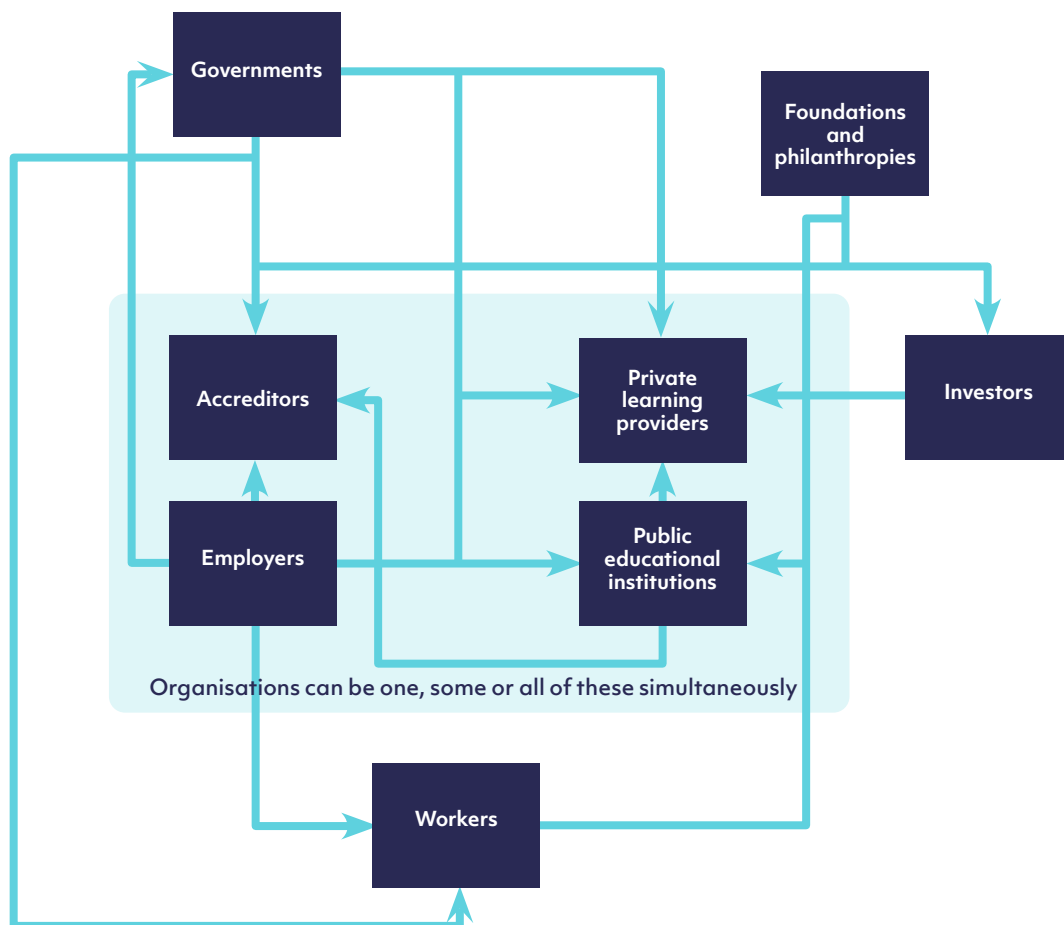 Governments
Foundations
and
philanthropies
Accreditors
Private
learning
providers
Investors
Employers
Public
educational
institutions
Organisations can be one, some or all of these simultaneously
Workers